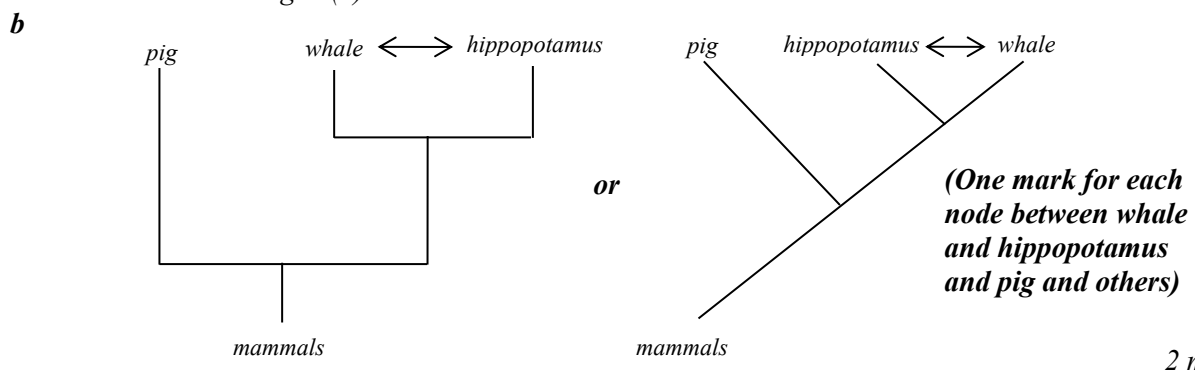 b
pig whale hippopotamus pig hippopotamus whale
or
(One mark for each
node between whale
and hippopotamus
and pig and others)
mammals mammals
2